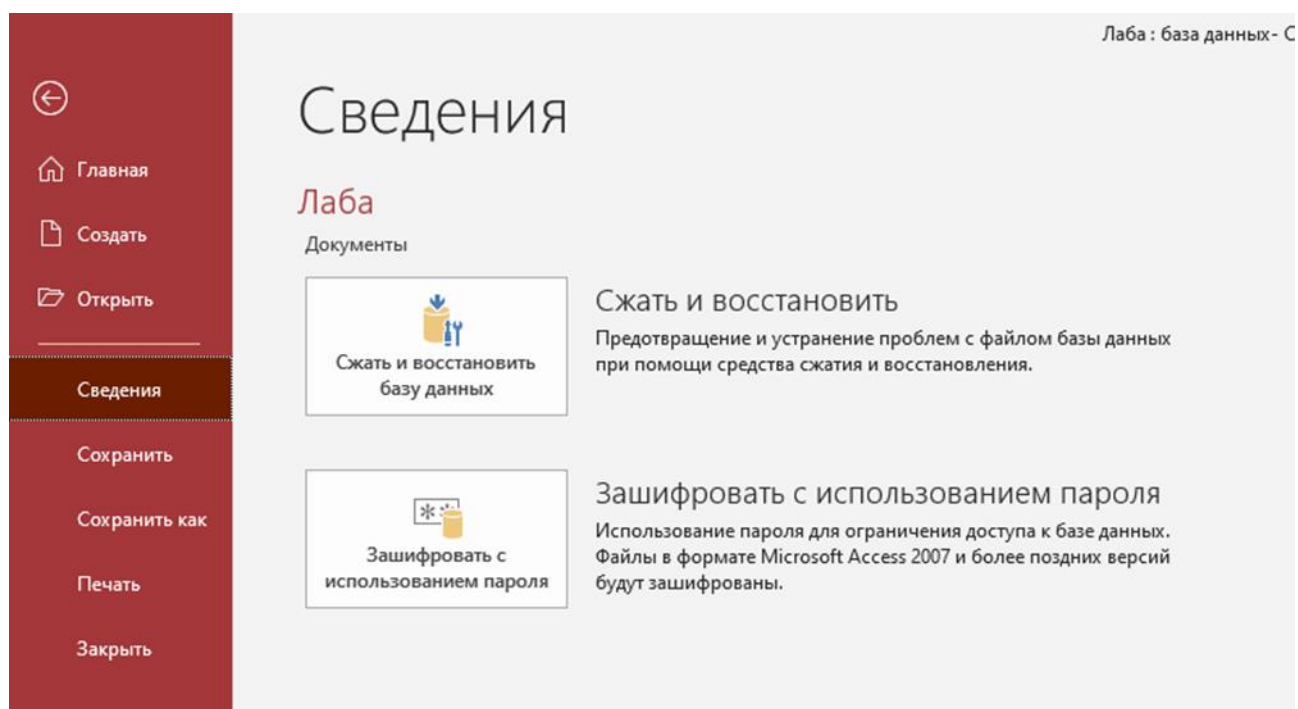 Лаба : база данных- С
Сведения
Главная
Создать
Открыть
Сведения
Сохранить
Сохранить как
Печать
Закрыть
Лаба
Документы
Сжать и восстановить
базу данных
Сжать и восстановить
Предотвращение и устранение проблем с файлом базы данных
при помощи средства сжатия и восстановления.
Зашифровать с
использованием пароля
Зашифровать с использованием пароля
Использование пароля для ограничения доступа к базе данных.
Файлы в формате Microsoft Access 2007 и более поздних версий
будут зашифрованы.